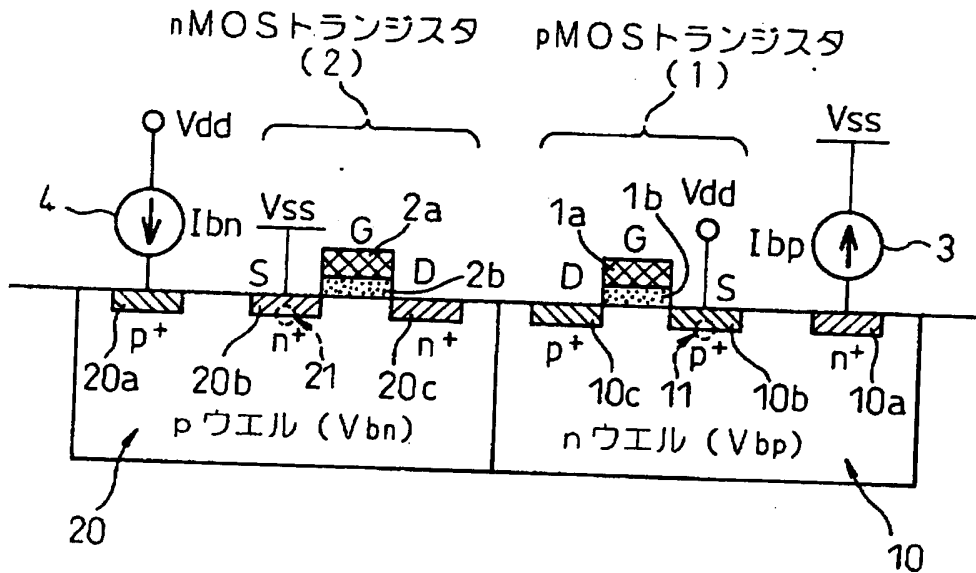 nMOSトランジスタ
(2)
pMOSトランジスタ
(1)
Vdd
Vss
4
Ibn
Vss
2a
G
1a
G
1b
Vdd
Ibp
3
S
D
2b
D
S
p+
n+
n+
p+
p+
n+
20a
20b
21
20c
10c
11
10b
10a
pウエル(Vbn)
nウエル(Vbp)
20
10